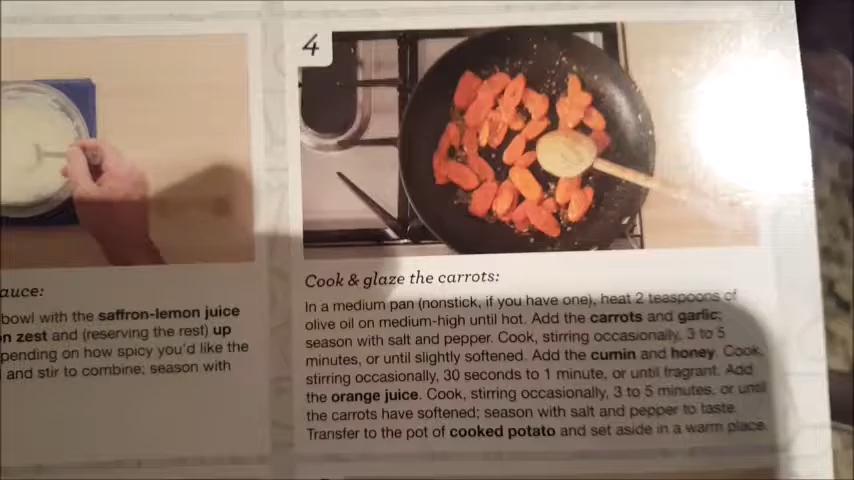 4
auce:
bowl with the saffron-lemon juice
n zest and (reserving the rest) up
pending on how spicy you'd like the
and stir to combine; season with
Cook & glaze the carrots:
In a medium pan (nonstick, if you have one), heat 2 teaspoons of
olive oil on medium-high until hot. Add the carrots and garlic;
season with salt and pepper. Cook, stirring occasionally, 3 to 5
minutes, or until slightly softened. Add the cumin and honey. Cook,
stirring occasionally, 30 seconds to 1 minute, or until fragrant. Add
the orange juice. Cook, stirring occasionally, 3 to 5 minutes, or until
the carrots have softened; season with salt and pepper to taste.
Transfer to the pot of cooked potato and set aside in a warm place.